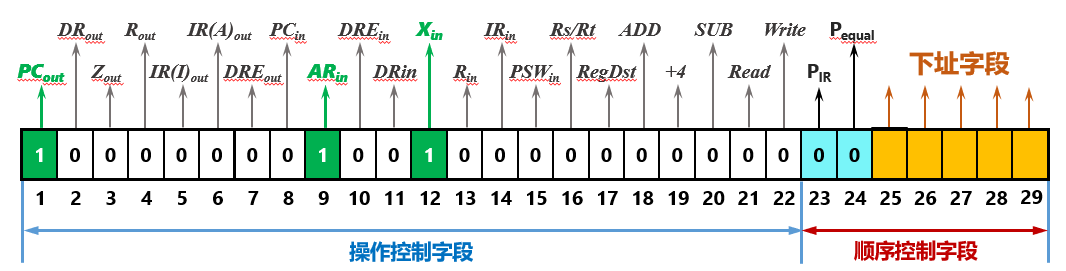 DRout Rout IR(A)out PCin DREin Xin IRin Rs/Rt ADD SUB Write Pequal
PCout Zout IR(I)out DREout ARin DRin Rin PSWin RegDst +4 Read PIR 下址字段
1 0 0 0 0 0 0 0 1 0 0 1 0 0 0 0 0 0 0 0 0 0 0 0
1 2 3 4 5 6 7 8 9 10 11 12 13 14 15 16 17 18 19 20 21 22 23 24 25 26 27 28 29
操作控制字段 顺序控制字段